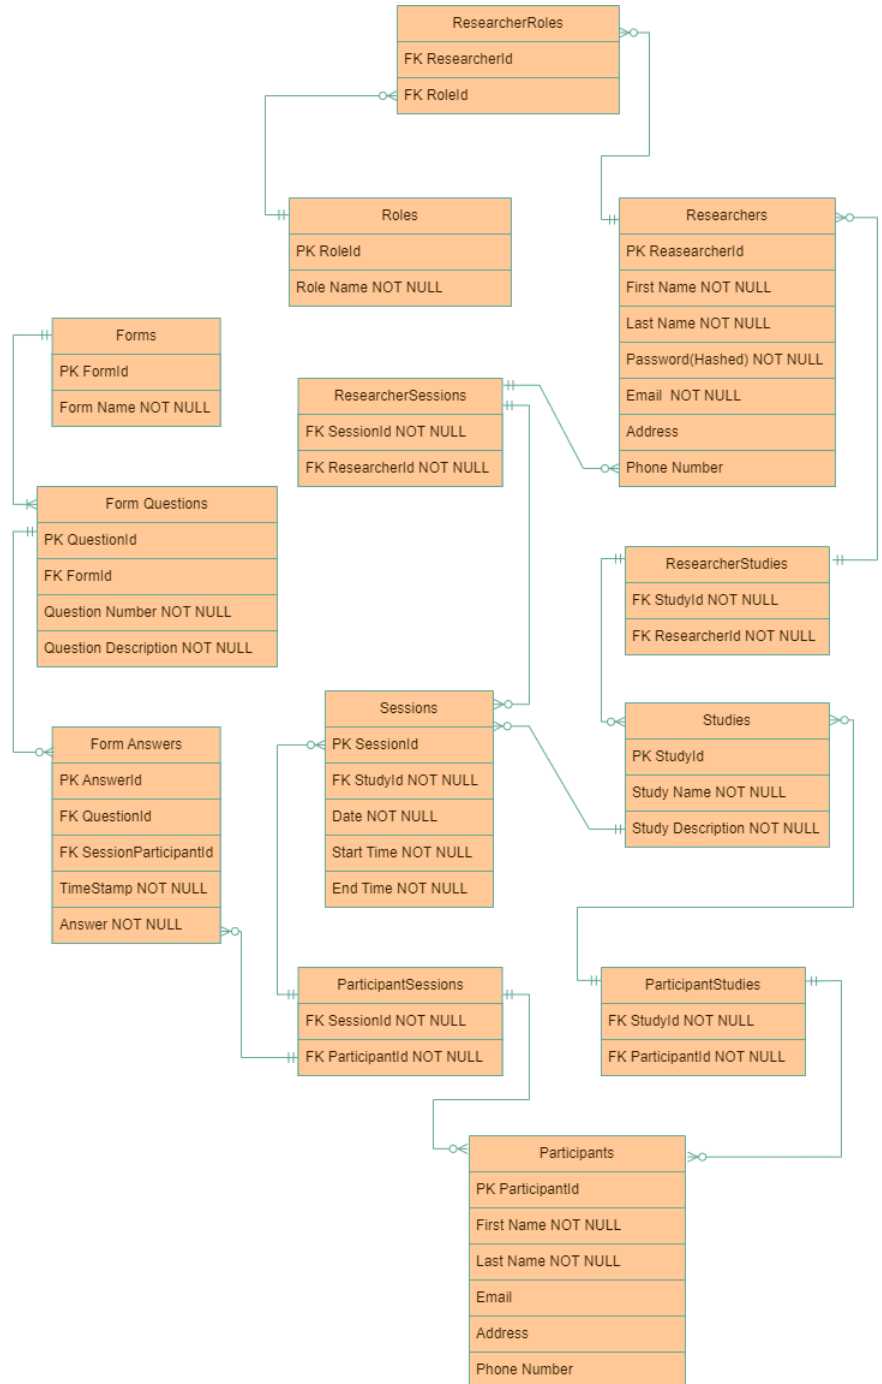 ResearcherRoles
FK ResearcherId
FK RoleId
Roles
PK RoleId
Role Name NOT NULL
Researchers
PK ReasearcherId
First Name NOT NULL
Last Name NOT NULL
Password(Hashed) NOT NULL
Email NOT NULL
Address
Phone Number
Forms
PK FormId
Form Name NOT NULL
ResearcherSessions
FK SessionId NOT NULL
FK ResearcherId NOT NULL
Form Questions
PK QuestionId
FK FormId
Question Number NOT NULL
Question Description NOT NULL
ResearcherStudies
FK StudyId NOT NULL
FK ResearcherId NOT NULL
Sessions
PK SessionId
FK StudyId NOT NULL
Date NOT NULL
Start Time NOT NULL
End Time NOT NULL
Studies
PK StudyId
Study Name NOT NULL
Study Description NOT NULL
Form Answers
PK AnswerId
FK QuestionId
FK SessionParticipantId
TimeStamp NOT NULL
Answer NOT NULL
ParticipantSessions
FK SessionId NOT NULL
FK ParticipantId NOT NULL
ParticipantStudies
FK StudyId NOT NULL
FK ParticipantId NOT NULL
Participants
PK ParticipantId
First Name NOT NULL
Last Name NOT NULL
Email
Address
Phone Number